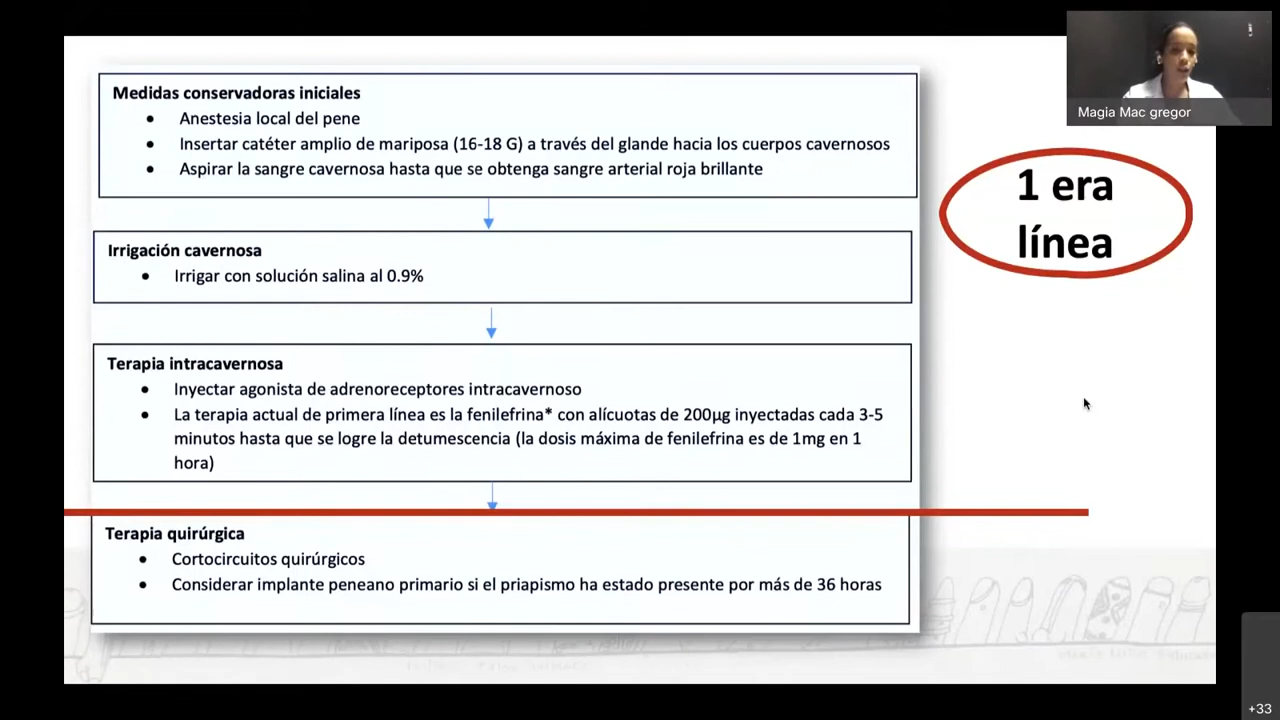 Medidas conservadoras iniciales
• Anestesia local del pene
• Insertar catéter amplio de mariposa (16-18 G) a través del glande hacia los cuerpos cavernosos
• Aspirar la sangre cavernosa hasta que se obtenga sangre arterial roja brillante
Magia Mac gregor
1 era
línea
Irrigación cavernosa
• Irrigar con solución salina al 0.9%
Terapia intracavernosa
• Inyectar agonista de adrenoreceptores intracavernoso
• La terapia actual de primera línea es la fenilefrina* con alícuotas de 200µg inyectadas cada 3-5
minutos hasta que se logre la detumescencia (la dosis máxima de fenilefrina es de 1mg en 1
hora)
Terapia quirúrgica
• Cortocircuitos quirúrgicos
• Considerar implante peneano primario si el priapismo ha estado presente por más de 36 horas
+33